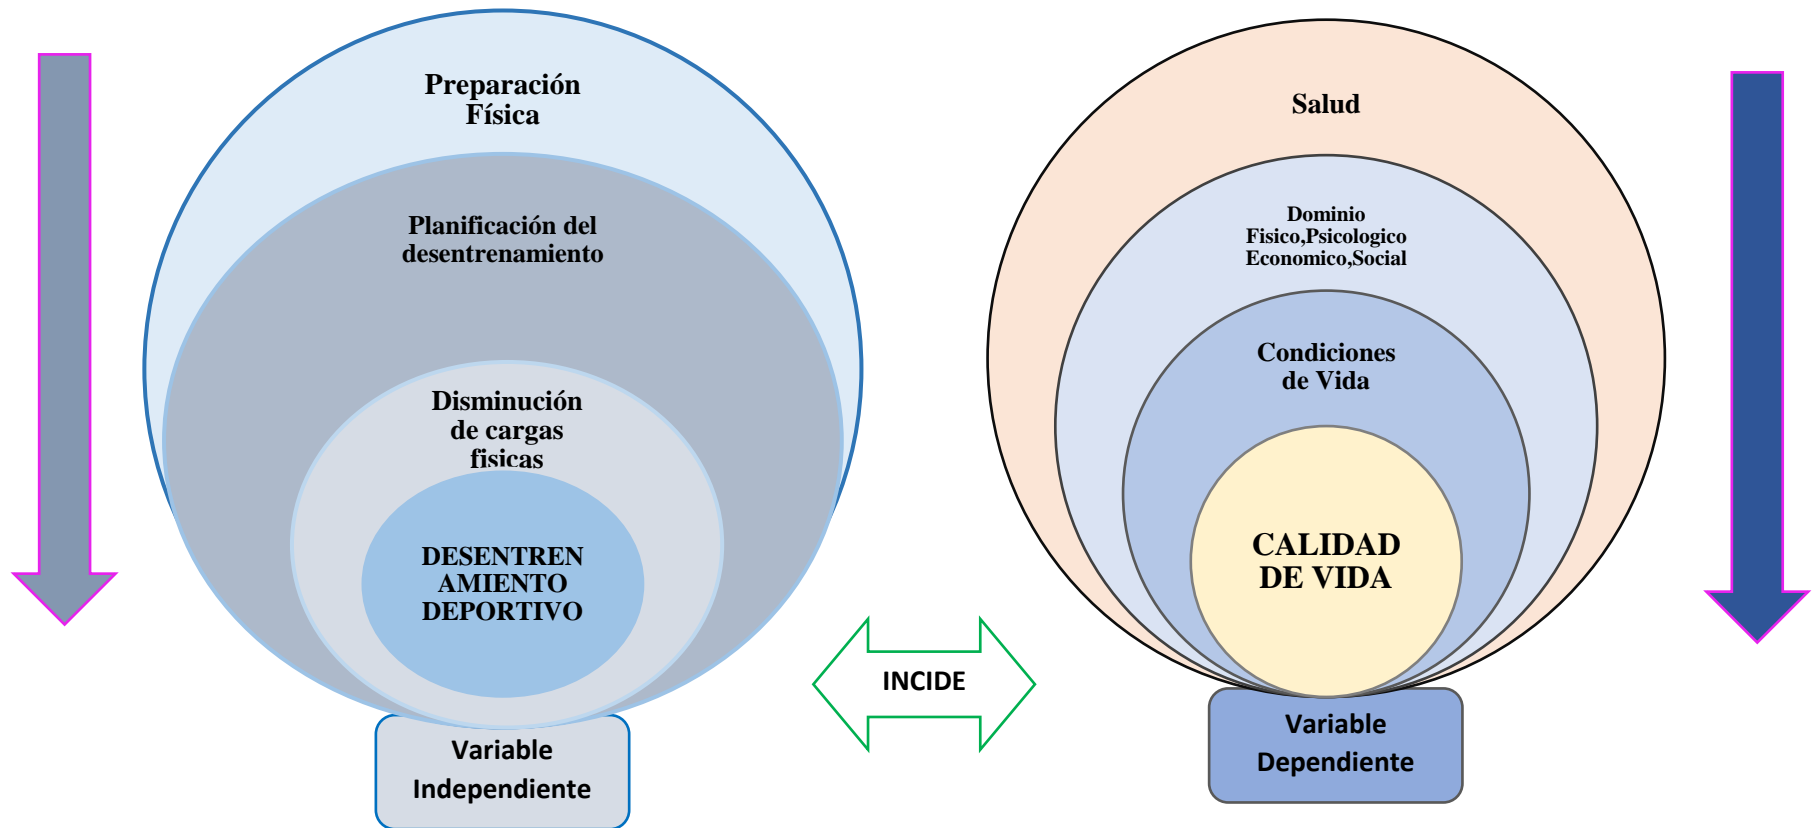 Preparación
Física
Planificación del
desentrenamiento
Disminución
de cargas
fisicas
DESENTREN
AMIENTO
DEPORTIVO
Variable
Independiente
INCIDE
Salud
Dominio
Fisico,Psicologico
Economico,Social
Condiciones
de Vida
CALIDAD
DE VIDA
Variable
Dependiente